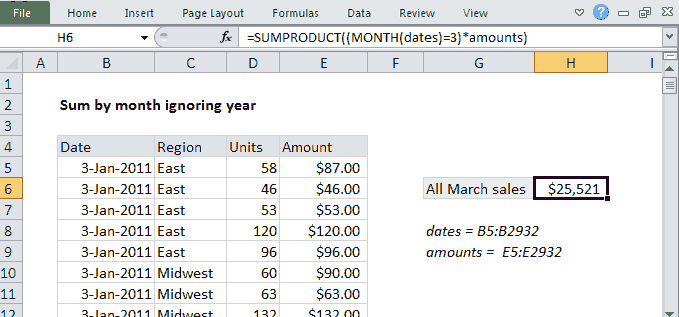 File Home Insert Page Layout Formulas Data Review View
H6 fx =SUMPRODUCT((MONTH(dates)=3)*amounts)
A B C D E F G H I
1
2 Sum by month ignoring year
3
4 Date Region Units Amount
5 3-Jan-2011 East 58 $87.00
6 3-Jan-2011 East 46 $46.00 All March sales $25,521
7 3-Jan-2011 East 53 $53.00
8 3-Jan-2011 East 120 $120.00 dates = B5:B2932
9 3-Jan-2011 East 96 $96.00 amounts = E5:E2932
10 3-Jan-2011 Midwest 60 $90.00
11 3-Jan-2011 Midwest 63 $63.00
12 3-Jan-2011 Midwest 132 $132.00